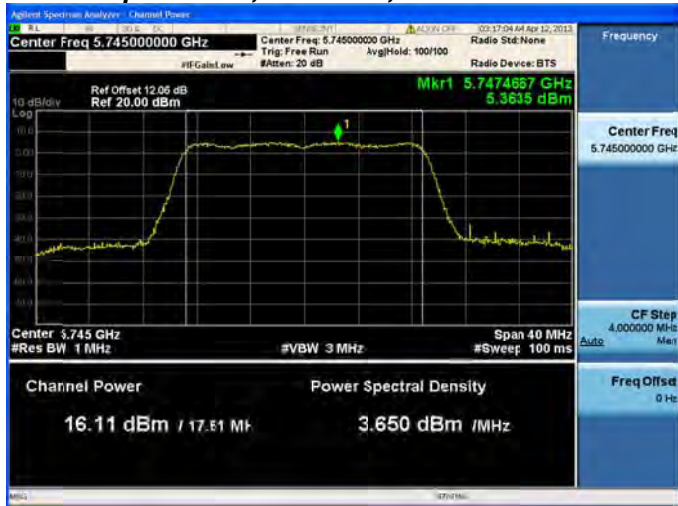 Agilent Spectrum Analyzer - Channel Power
RL
03:17:04 AM Apr 12, 2013
Center Freq 5.745000000 GHz
Center Freq: 5.745000000 GHz
Radio Std: None
Trig: Free Run
Avg|Hold: 100/100
#IFGain:Low
#Atten: 20 dB
Radio Device: BTS
Frequency
Mkr1 5.7474667 GHz
5.3635 dBm
Ref Offset 12.06 dB
10 dB/div
Ref 20.00 dBm
Log
1
Center Freq
5.745000000 GHz
Center 5.745 GHz
Span 40 MHz
#Res BW 1 MHz
#VBW 3 MHz
#Sweep 100 ms
CF Step
4.000000 MHz
Auto
Man
Channel Power
Power Spectral Density
16.11 dBm
3.650 dBm /MHz
Freq Offset
0 Hz
MSG